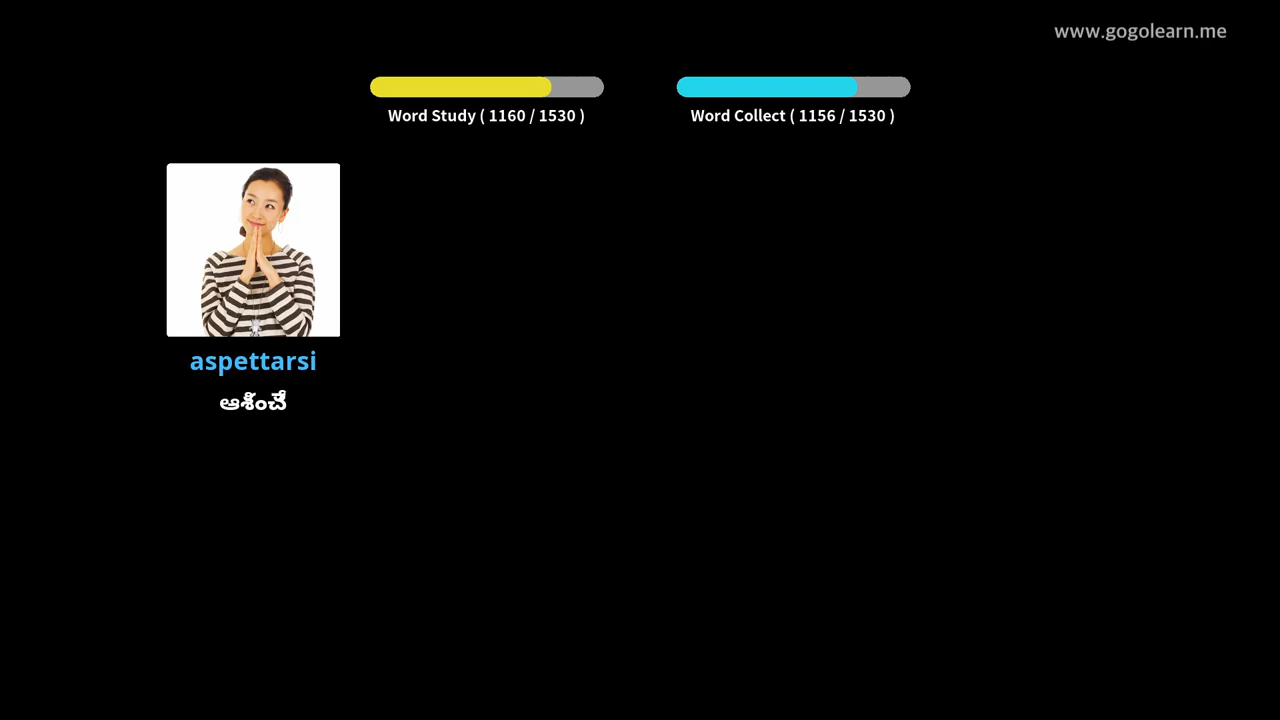 www.gogolearn.me
Word Study ( 1160 / 1530 )
Word Collect ( 1156 / 1530 )
aspettarsi
ఆశించే